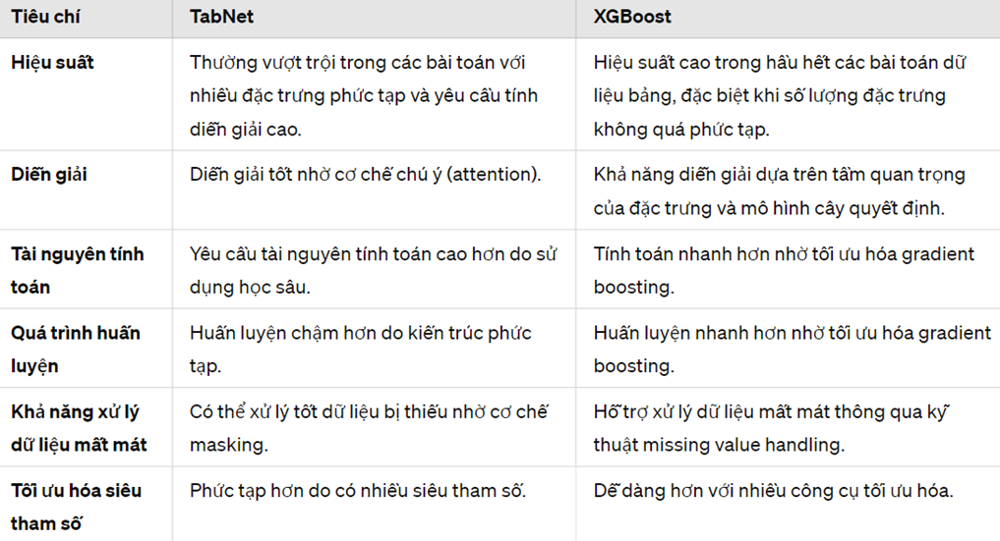 Tiêu chí
TabNet
XGBoost
Hiệu suất
Thường vượt trội trong các bài toán với
nhiều đặc trưng phức tạp và yêu cầu tính
diễn giải cao.
Hiệu suất cao trong hầu hết các bài toán dữ
liệu bảng, đặc biệt khi số lượng đặc trưng
không quá phức tạp.
Diễn giải
Diễn giải tốt nhờ cơ chế chú ý (attention).
Khả năng diễn giải dựa trên tầm quan trọng
của đặc trưng và mô hình cây quyết định.
Tài nguyên tính
toán
Yêu cầu tài nguyên tính toán cao hơn do sử
dụng học sâu.
Tính toán nhanh hơn nhờ tối ưu hóa gradient
boosting.
Quá trình huấn
luyện
Huấn luyện chậm hơn do kiến trúc phức
tạp.
Huấn luyện nhanh hơn nhờ tối ưu hóa gradient
boosting.
Khả năng xử lý
dữ liệu mất mát
Có thể xử lý tốt dữ liệu bị thiếu nhờ cơ chế
masking.
Hỗ trợ xử lý dữ liệu mất mát thông qua kỹ
thuật missing value handling.
Tối ưu hóa siêu
tham số
Phức tạp hơn do có nhiều siêu tham số.
Dễ dàng hơn với nhiều công cụ tối ưu hóa.